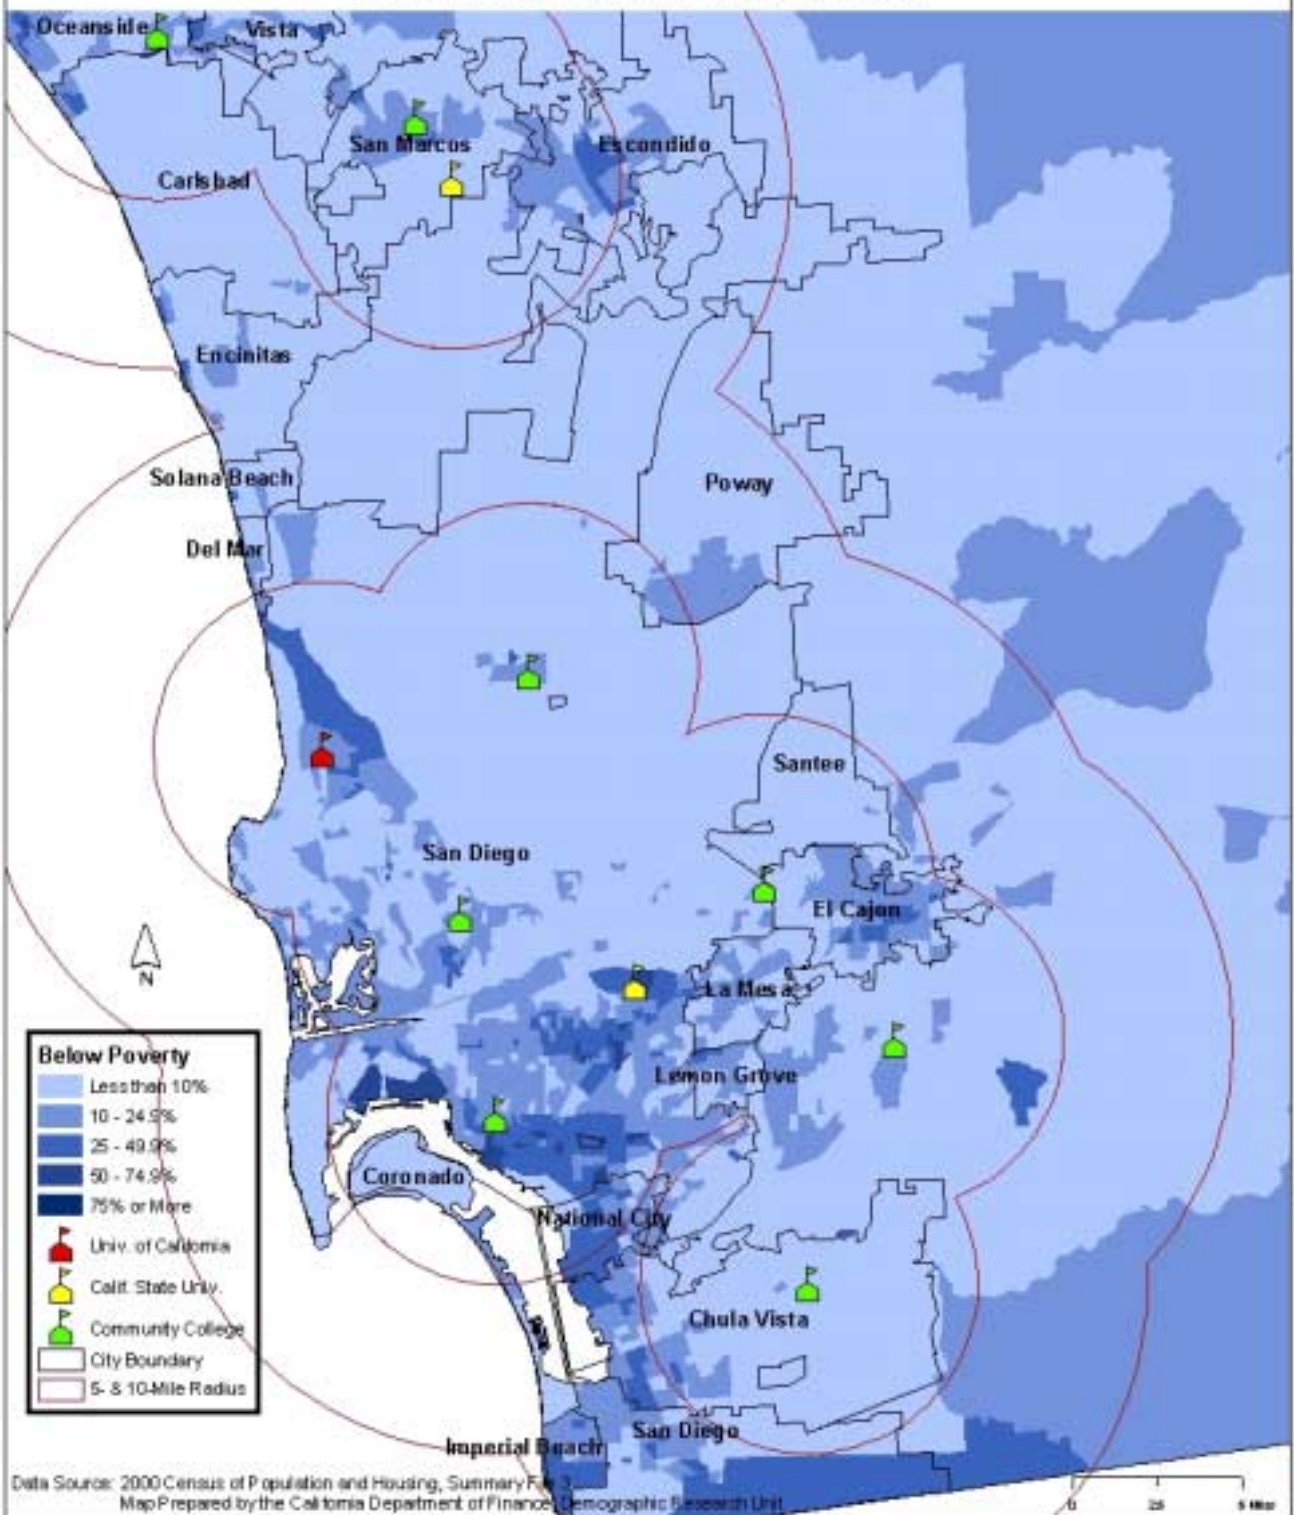 Oceanside
Vista
San Marcos
Escondido
Carlsbad
Encinitas
Solana Beach
Poway
Del Mar
Santee
San Diego
El Cajon
N
La Mesa
Below Poverty
Less than 10%
10 - 24.9%
25 - 49.9%
50 - 74.9%
75% or More
Univ. of California
Calif. State Univ.
Community College
City Boundary
5- & 10-Mile Radius
Lemon Grove
Coronado
National City
Chula Vista
San Diego
Imperial Beach
Data Source: 2000 Census of Population and Housing, Summary File 3
Map Prepared by the California Department of Finance, Demographic Research Unit
0 2.5 5 Miles